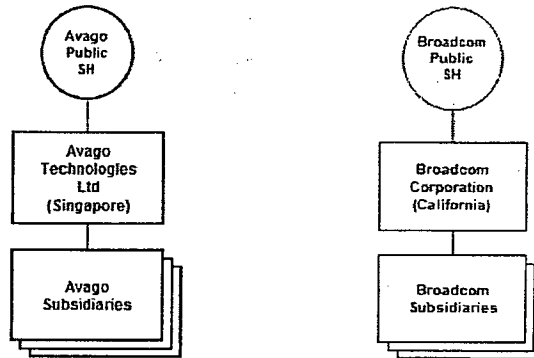 Avago
Public
SH
Avago
Technologies
Ltd
(Singapore)
Avago
Subsidiaries
Broadcom
Public
SH
Broadcom
Corporation
(California)
Broadcom
Subsidiaries